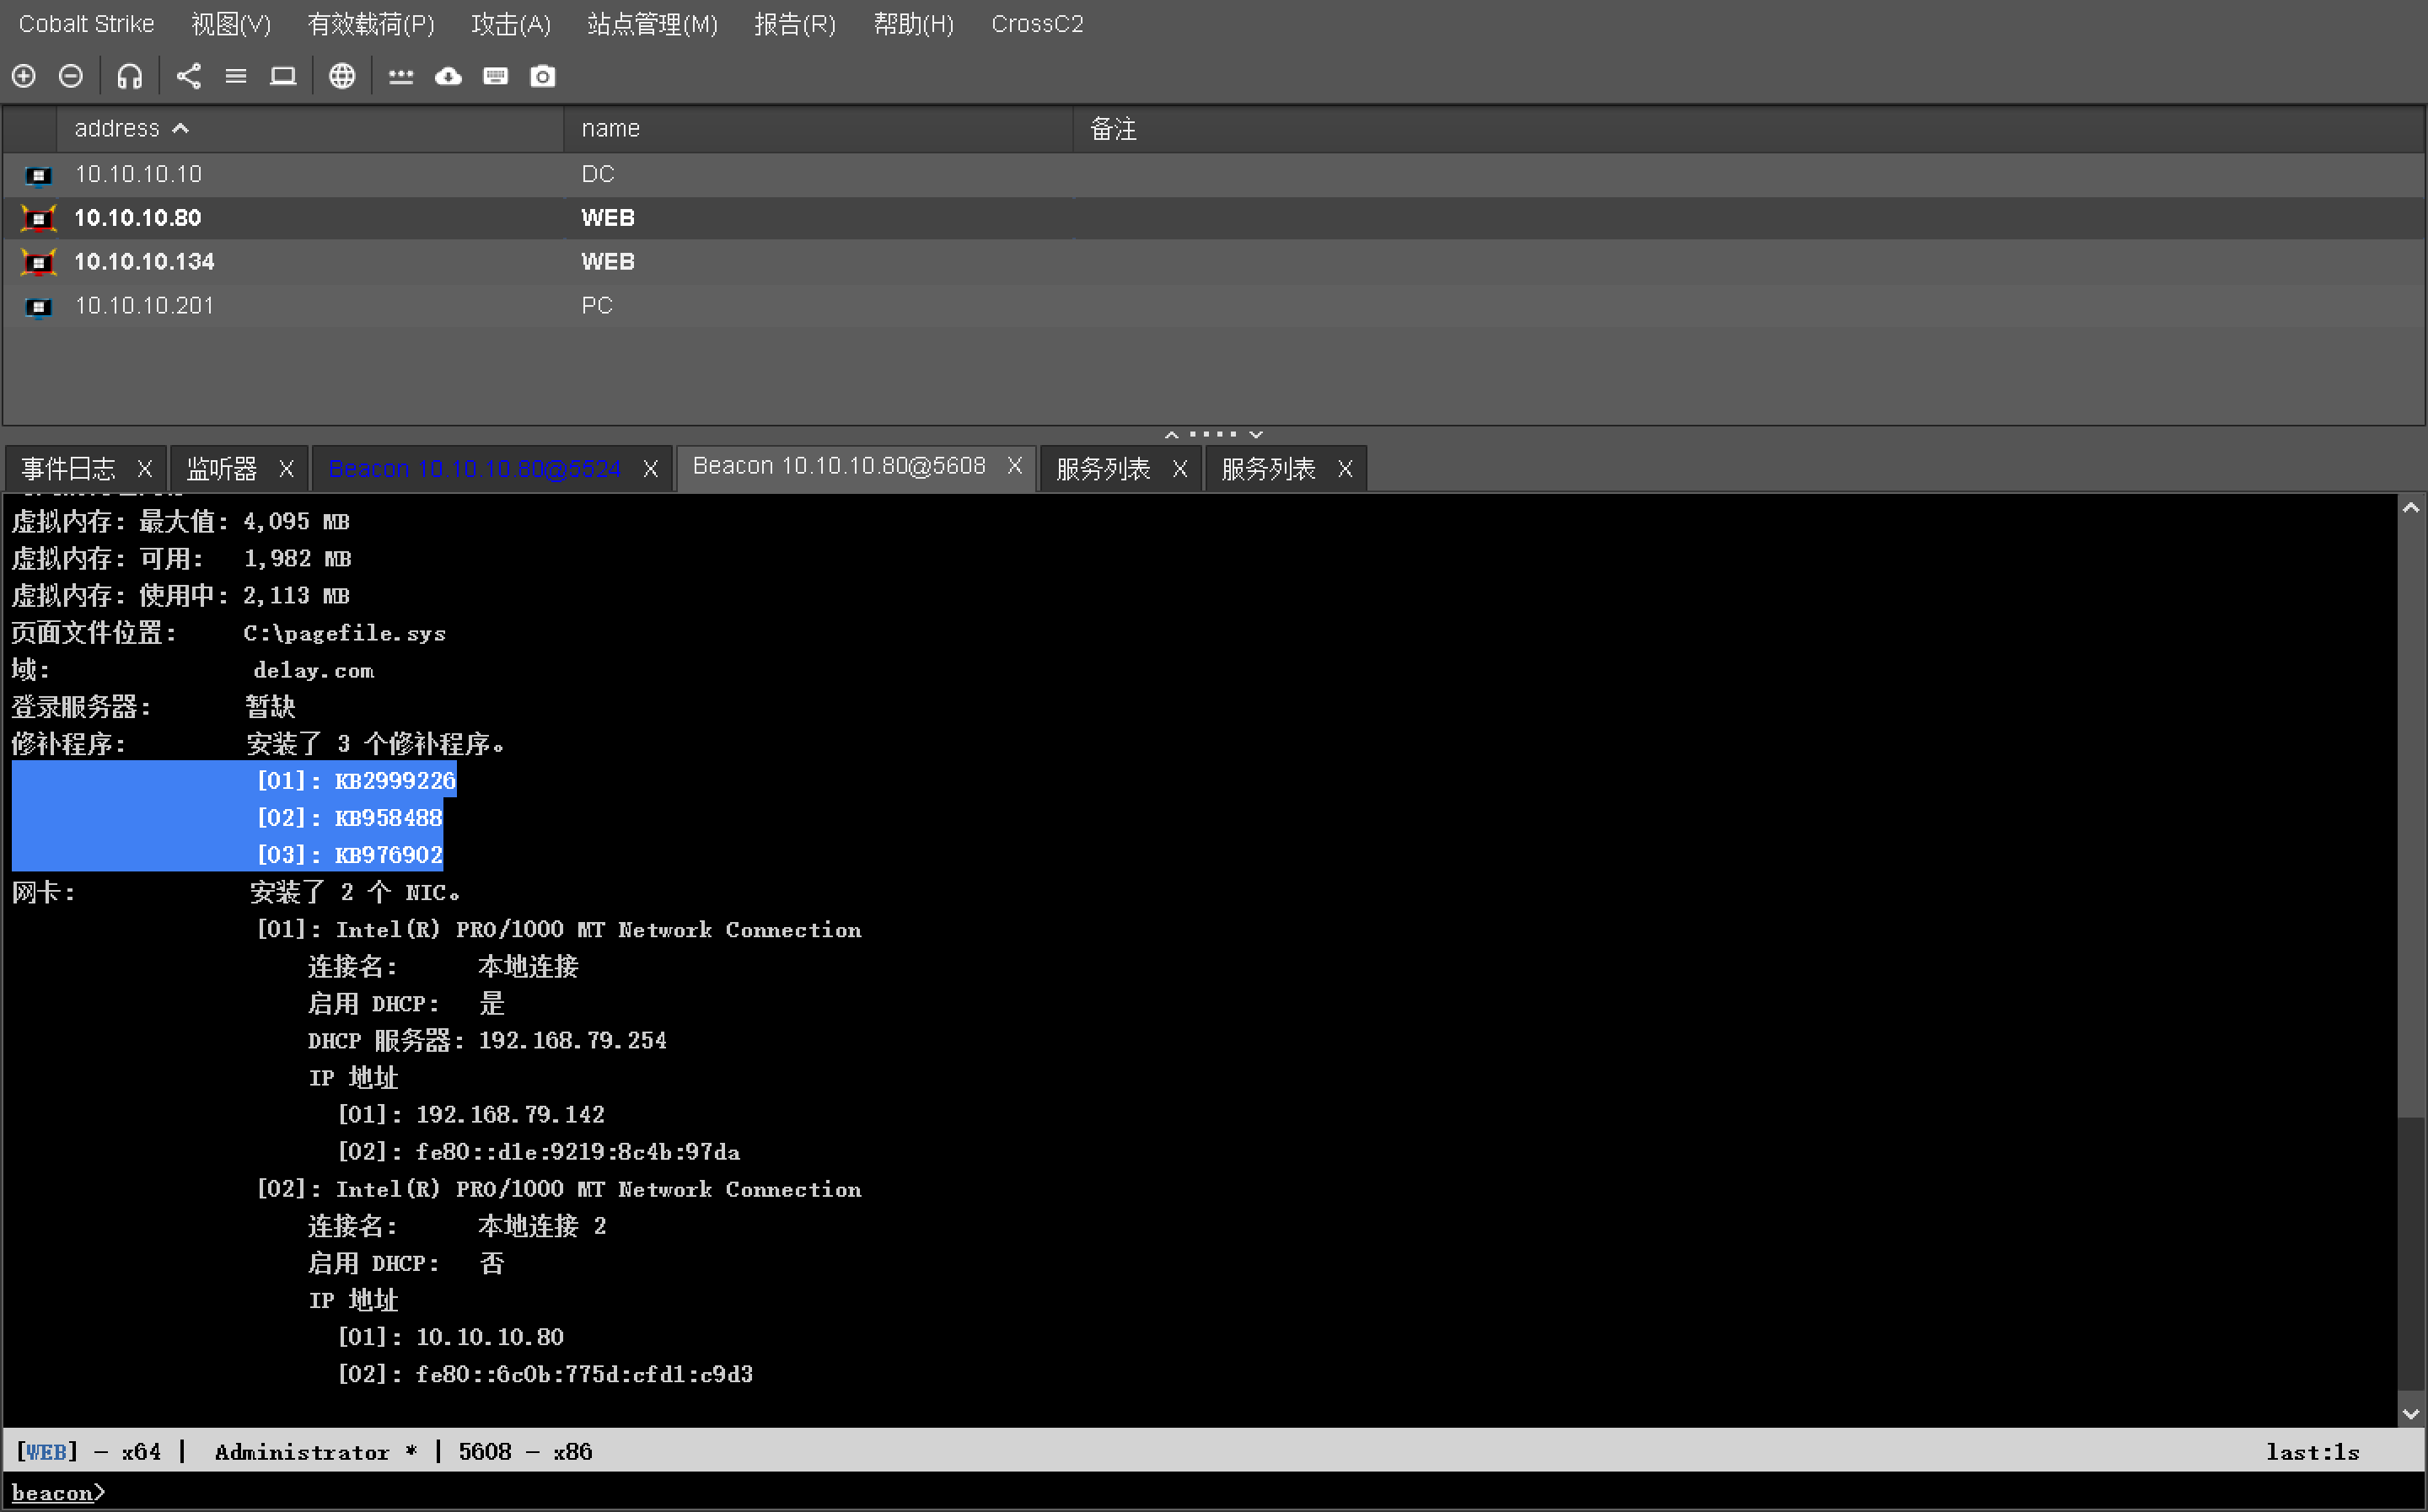 Cobalt Strike 视图(V) 有效载荷(P) 攻击(A) 站点管理(M) 报告(R) 帮助(H) CrossC2
address name 备注
10.10.10.10 DC
10.10.10.80 WEB
10.10.10.134 WEB
10.10.10.201 PC
事件日志 X 监听器 X Beacon 10.10.10.80@5524 X Beacon 10.10.10.80@5608 X 服务列表 X 服务列表 X
虚拟内存: 最大值: 4,095 MB
虚拟内存: 可用: 1,982 MB
虚拟内存: 使用中: 2,113 MB
页面文件位置: C:\pagefile.sys
域: delay.com
登录服务器: 暂缺
修补程序: 安装了 3 个修补程序。
[01]: KB2999226
[02]: KB958488
[03]: KB976902
网卡: 安装了 2 个 NIC。
[01]: Intel(R) PRO/1000 MT Network Connection
连接名: 本地连接
启用 DHCP: 是
DHCP 服务器: 192.168.79.254
IP 地址
[01]: 192.168.79.142
[02]: fe80::d1e:9219:8c4b:97da
[02]: Intel(R) PRO/1000 MT Network Connection
连接名: 本地连接 2
启用 DHCP: 否
IP 地址
[01]: 10.10.10.80
[02]: fe80::6c0b:775d:cfd1:c9d3
[WEB] - x64 | Administrator * | 5608 - x86 last:1s
beacon>